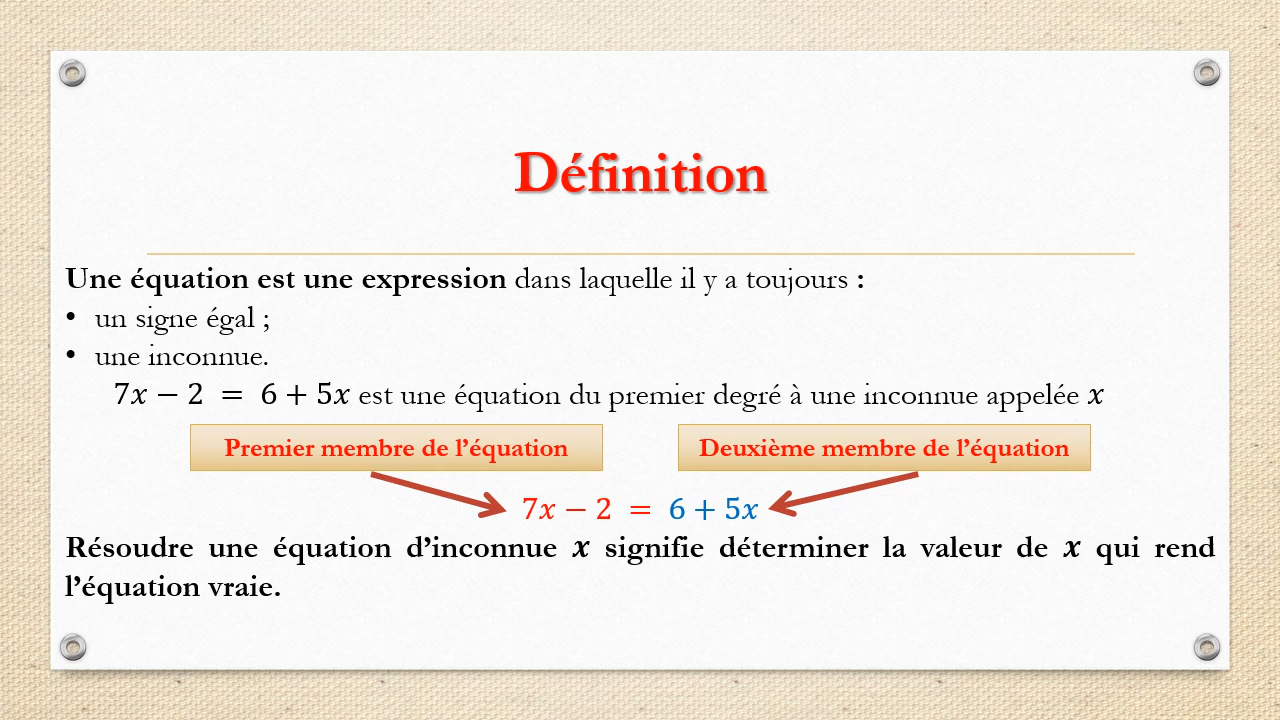 Définition
Une équation est une expression dans laquelle il y a toujours :
• un signe égal ;
• une inconnue.
7𝑥 − 2 = 6 + 5𝑥 est une équation du premier degré à une inconnue appelée 𝑥
Premier membre de l’équation
Deuxième membre de l’équation
7𝑥 − 2 = 6 + 5𝑥
Résoudre une équation d’inconnue 𝒙 signifie déterminer la valeur de 𝒙 qui rend
l’équation vraie.